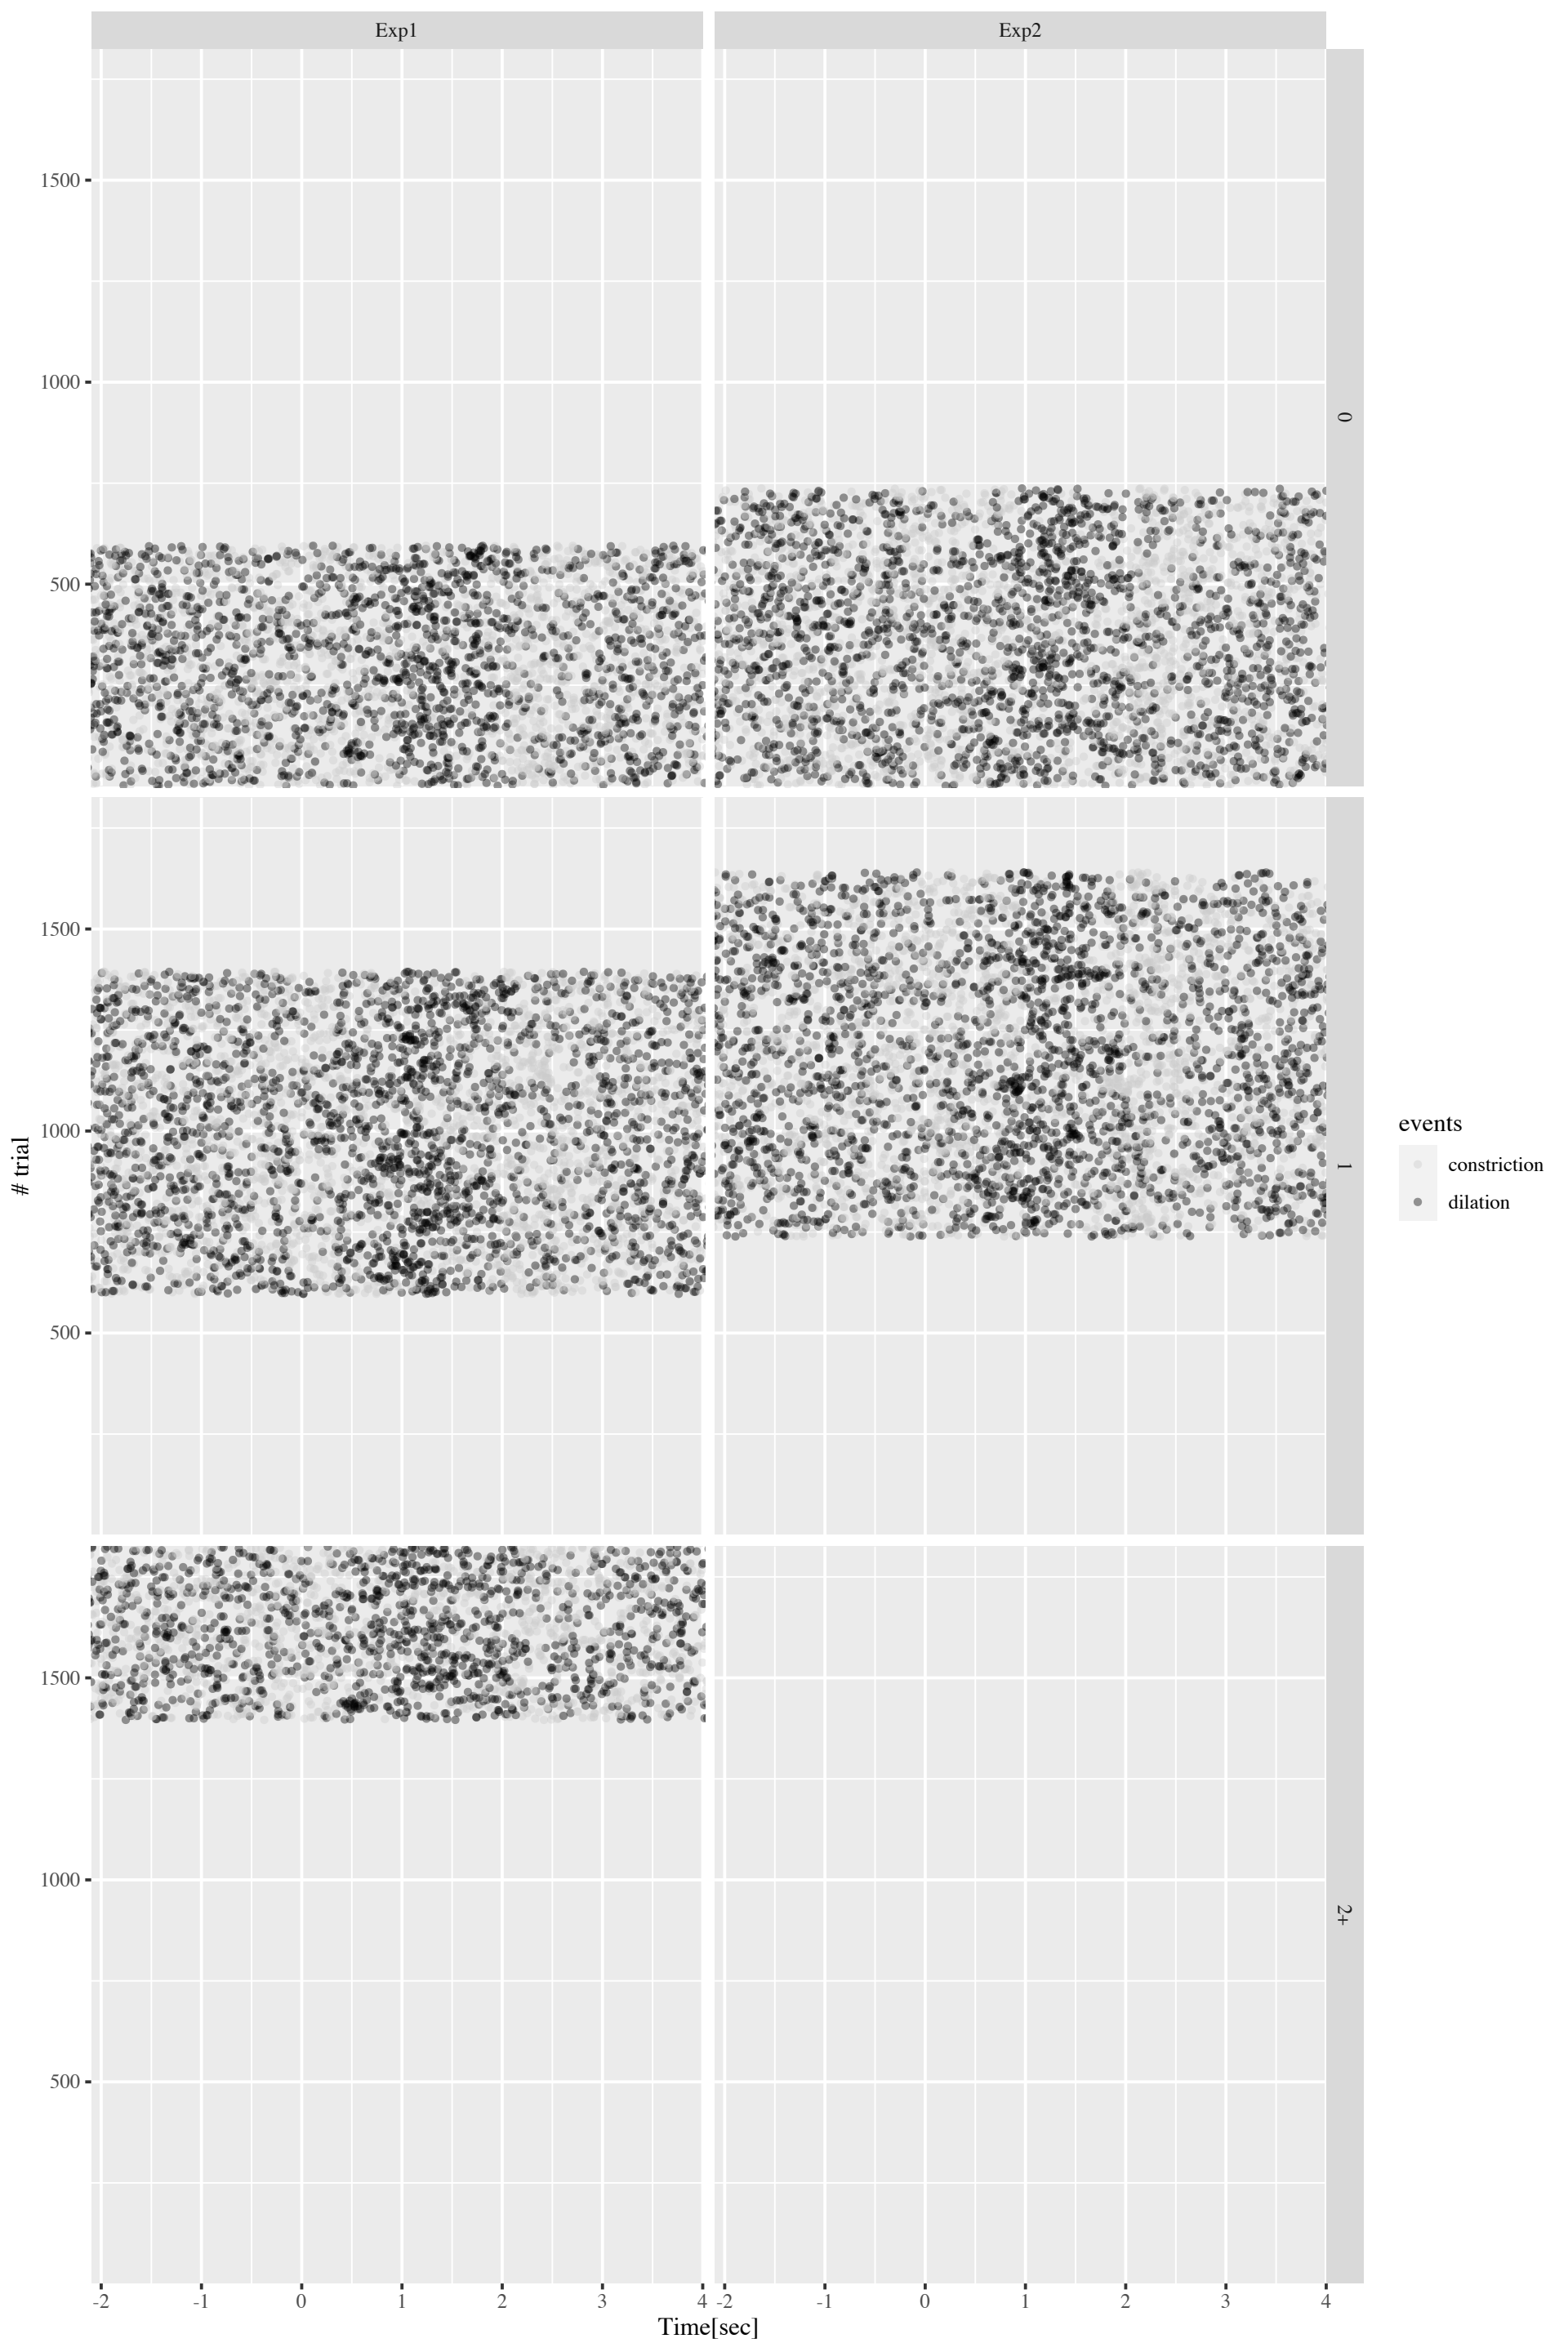 Exp1 Exp2
1500
1000
0
500
1500
1000
1
500
# trial
events
constriction
dilation
1500
1000
2+
500
-2 -1 0 1 2 3 4 -2 -1 0 1 2 3 4
Time[sec]